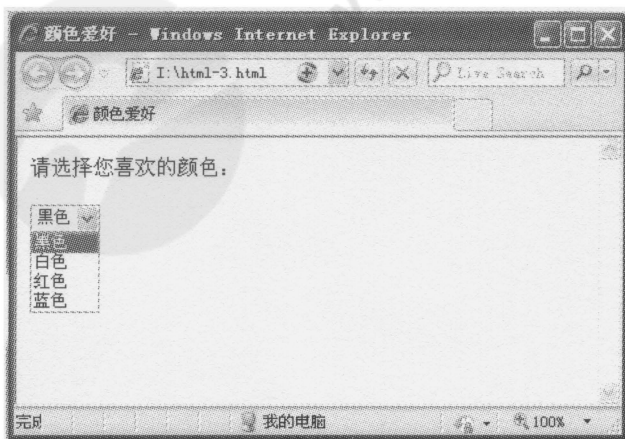 颜色爱好 - Windows Internet Explorer
I:\html-3.html
Live Search
颜色爱好
请选择您喜欢的颜色：
黑色
黑色
白色
红色
蓝色
完成
我的电脑
100%